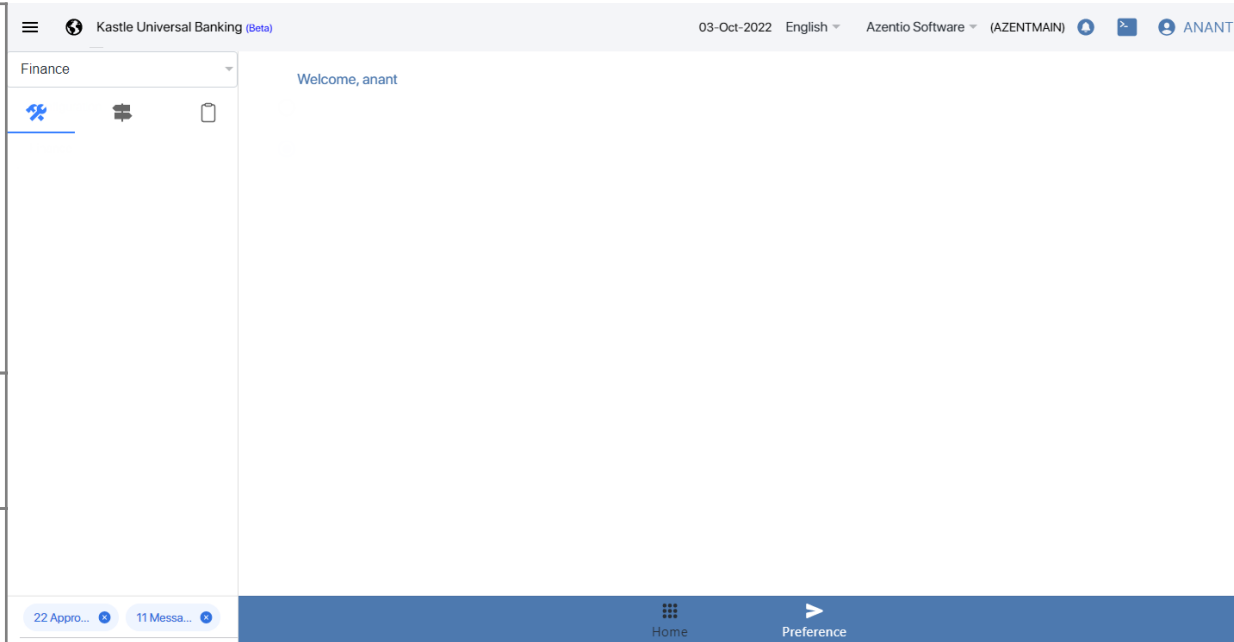 Kastle Universal Banking (Beta) 03-Oct-2022 English Azentio Software (AZENTMAIN) ANANT
Finance
Welcome, anant
22 Appro... 11 Messa...
Home Preference